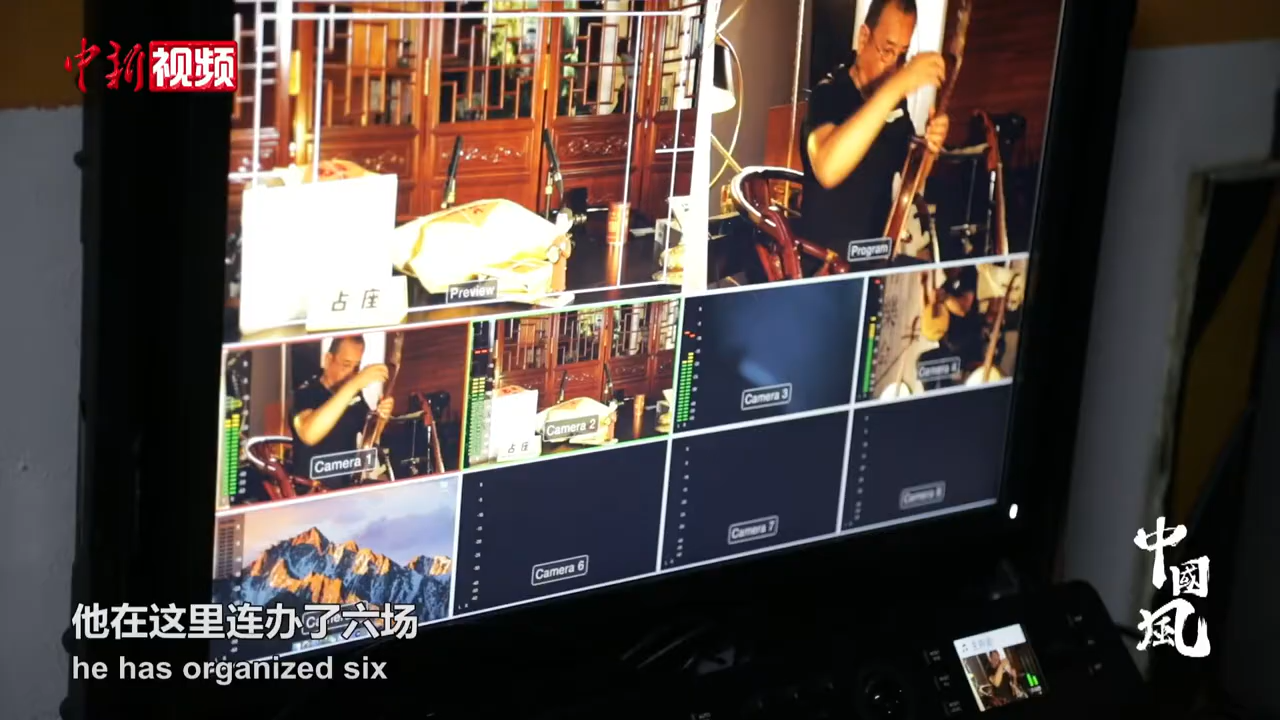 中新视频
Program
Preview
占座
Camera 1
Camera 2
占座
Camera 3
Camera 4
Camera 6
Camera 7
Camera 8
中國風
他在这里连办了六场
he has organized six